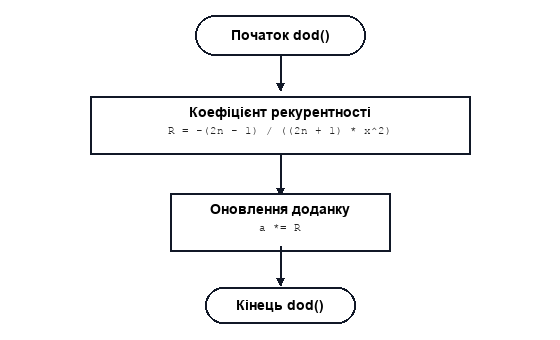 Початок dod()
Коефіцієнт рекурентності
R = -(2n - 1) / ((2n + 1) * x^2)
Оновлення доданку
a *= R
Кінець dod()